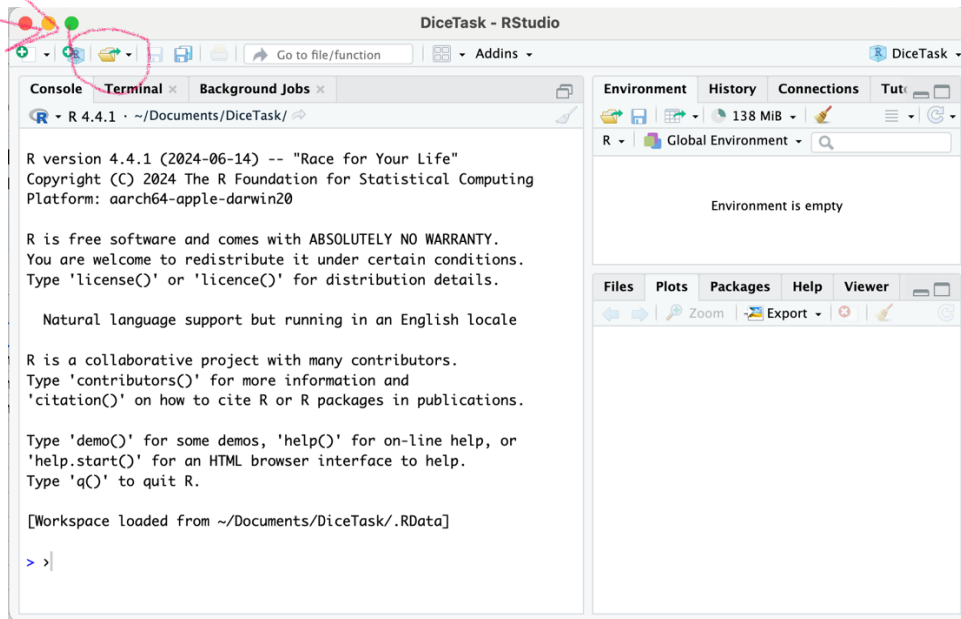 DiceTask - RStudio
Go to file/function
Addins
DiceTask
Console Terminal Background Jobs
R 4.4.1 · ~/Documents/DiceTask/
R version 4.4.1 (2024-06-14) -- "Race for Your Life"
Copyright (C) 2024 The R Foundation for Statistical Computing
Platform: aarch64-apple-darwin20
R is free software and comes with ABSOLUTELY NO WARRANTY.
You are welcome to redistribute it under certain conditions.
Type 'license()' or 'licence()' for distribution details.
Natural language support but running in an English locale
R is a collaborative project with many contributors.
Type 'contributors()' for more information and
'citation()' on how to cite R or R packages in publications.
Type 'demo()' for some demos, 'help()' for on-line help, or
'help.start()' for an HTML browser interface to help.
Type 'q()' to quit R.
[Workspace loaded from ~/Documents/DiceTask/.RData]
> ›
Environment History Connections Tut
138 MiB
R Global Environment
Environment is empty
Files Plots Packages Help Viewer
Zoom Export